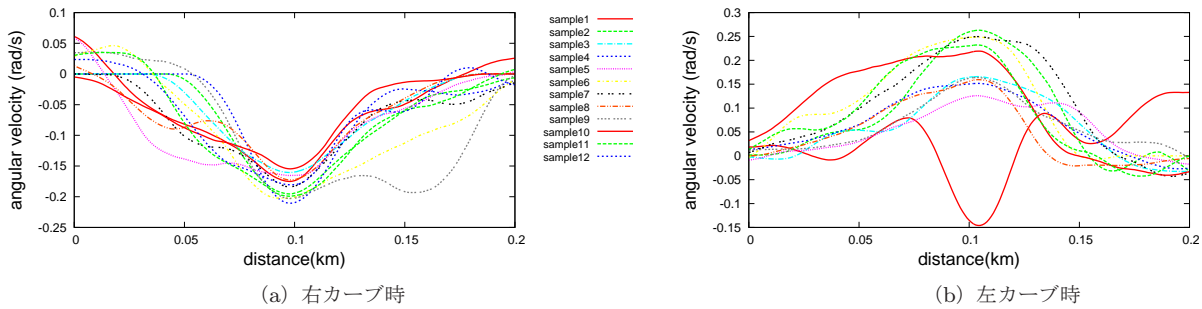 angular velocity (rad/s)
0.1
0.05
0
-0.05
-0.1
-0.15
-0.2
-0.25
0
0.05
0.1
0.15
0.2
distance(km)
(a) 右カーブ時
sample1
sample2
sample3
sample4
sample5
sample6
sample7
sample8
sample9
sample10
sample11
sample12
angular velocity (rad/s)
0.3
0.25
0.2
0.15
0.1
0.05
0
-0.05
-0.1
-0.15
0
0.05
0.1
0.15
0.2
distance(km)
(b) 左カーブ時